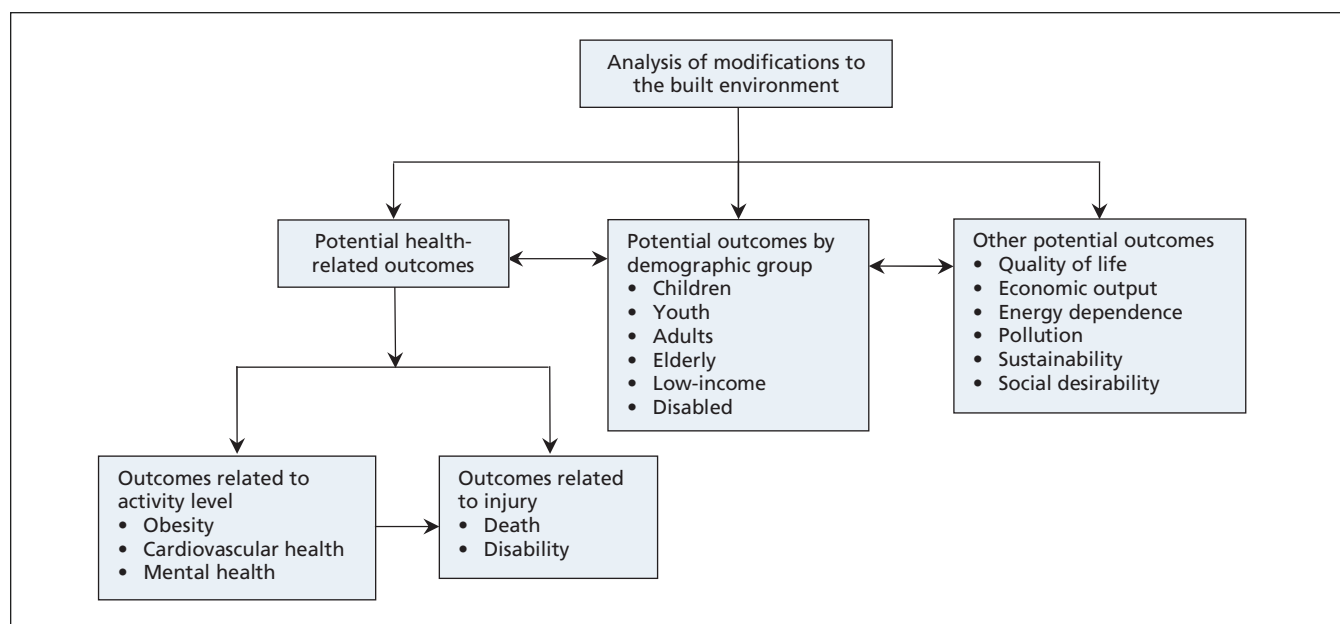 Analysis of modifications to
the built environment
Potential health-
related outcomes
Potential outcomes by
demographic group
• Children
• Youth
• Adults
• Elderly
• Low-income
• Disabled
Other potential outcomes
• Quality of life
• Economic output
• Energy dependence
• Pollution
• Sustainability
• Social desirability
Outcomes related to
activity level
• Obesity
• Cardiovascular health
• Mental health
Outcomes related
to injury
• Death
• Disability